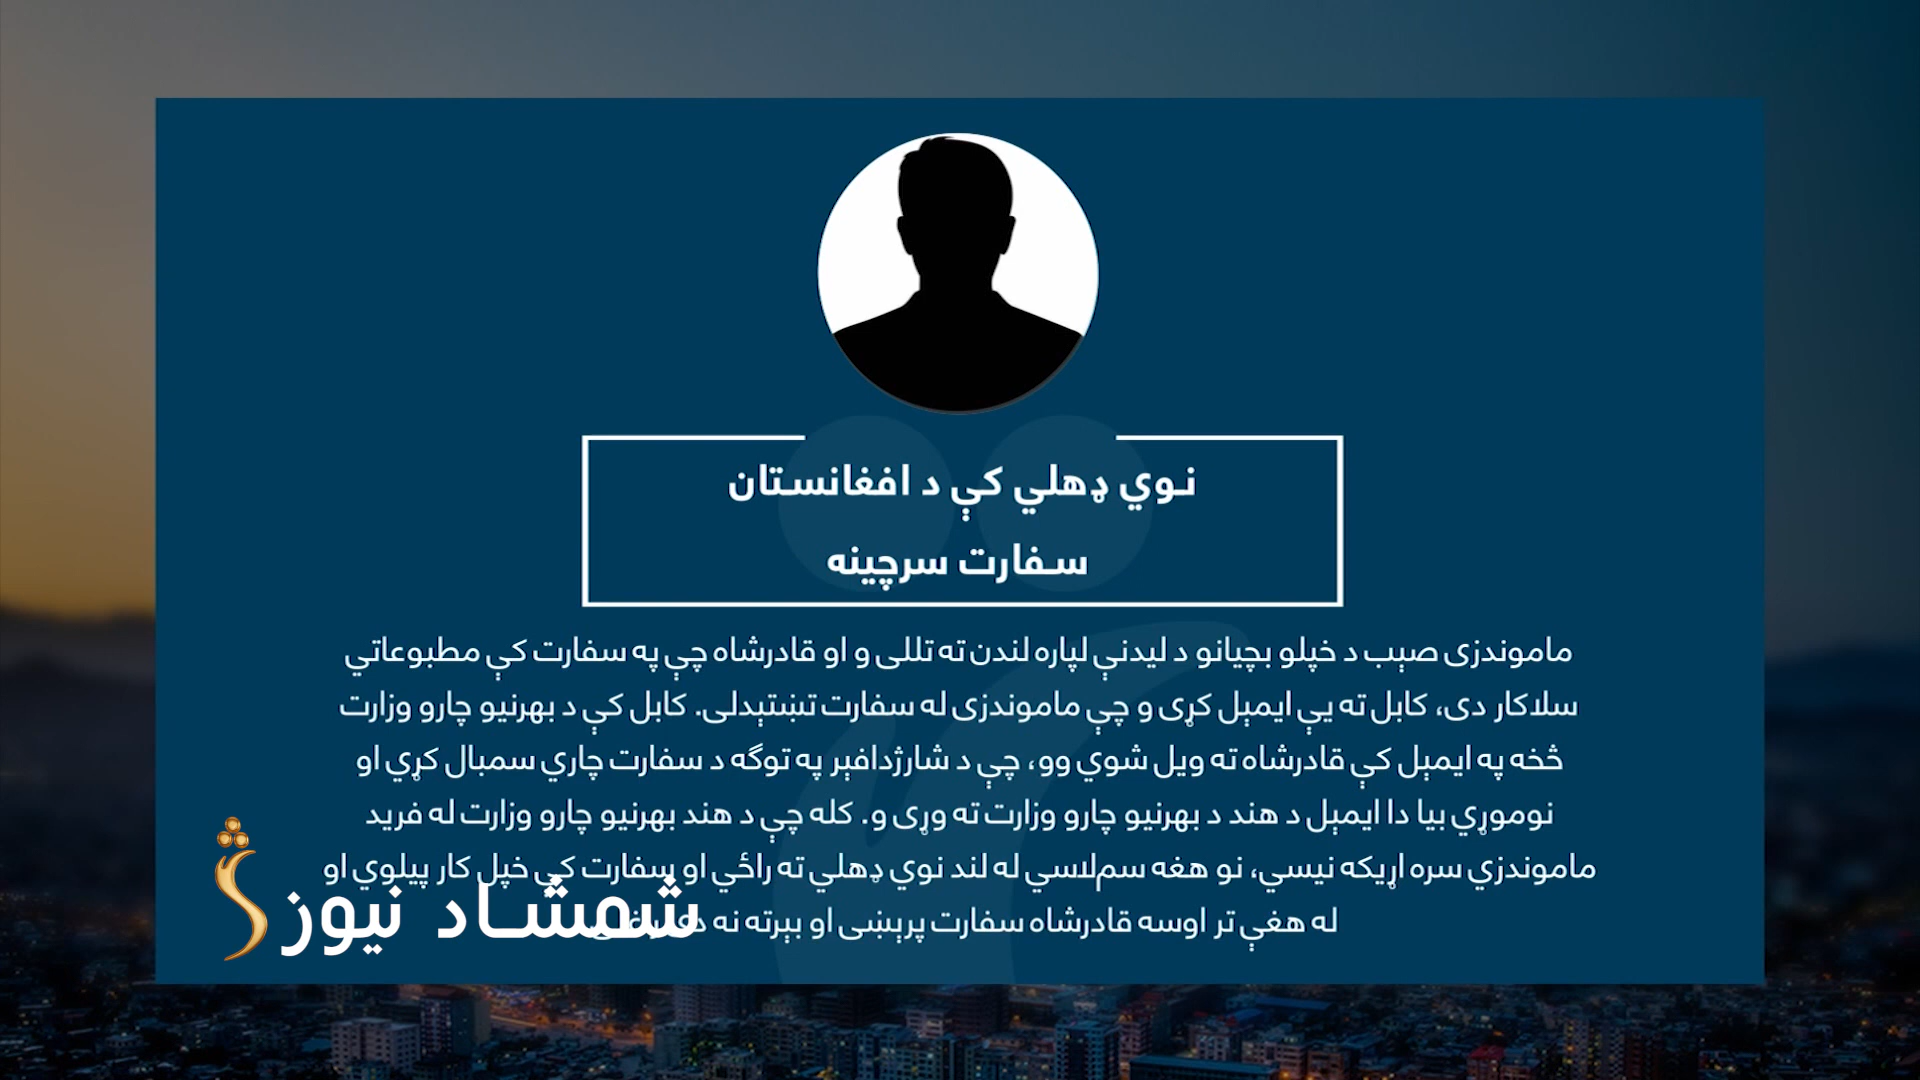 نوي ډهلي کې د افغانستان
سفارت سرچینه
ماموندزی صېب د خپلو بچیانو د لیدنې لپاره لندن ته تللی و او قادرشاه چې په سفارت کې مطبوعاتي
سلاکار دی، کابل ته یې ایمېل کړی و چې ماموندزی له سفارت تښتېدلی. کابل کې د بهرنیو چارو وزارت
څخه په ایمېل کې قادرشاه ته ویل شوي وو، چې د شارژدافېر په توګه د سفارت چاري سمبال کړي او
نوموړي بیا دا ایمېل د هند د بهرنیو چارو وزارت ته وړی و. کله چې د هند بهرنیو چارو وزارت له فرید
ماموندزي سره اړیکه نیسي، نو هغه سم‌لاسي له لند نوي ډهلي ته راځي او سفارت کې خپل کار پیلوي او
له هغې تر اوسه قادرشاه سفارت پرېښی او بېرته نه
شمشاد نیوز